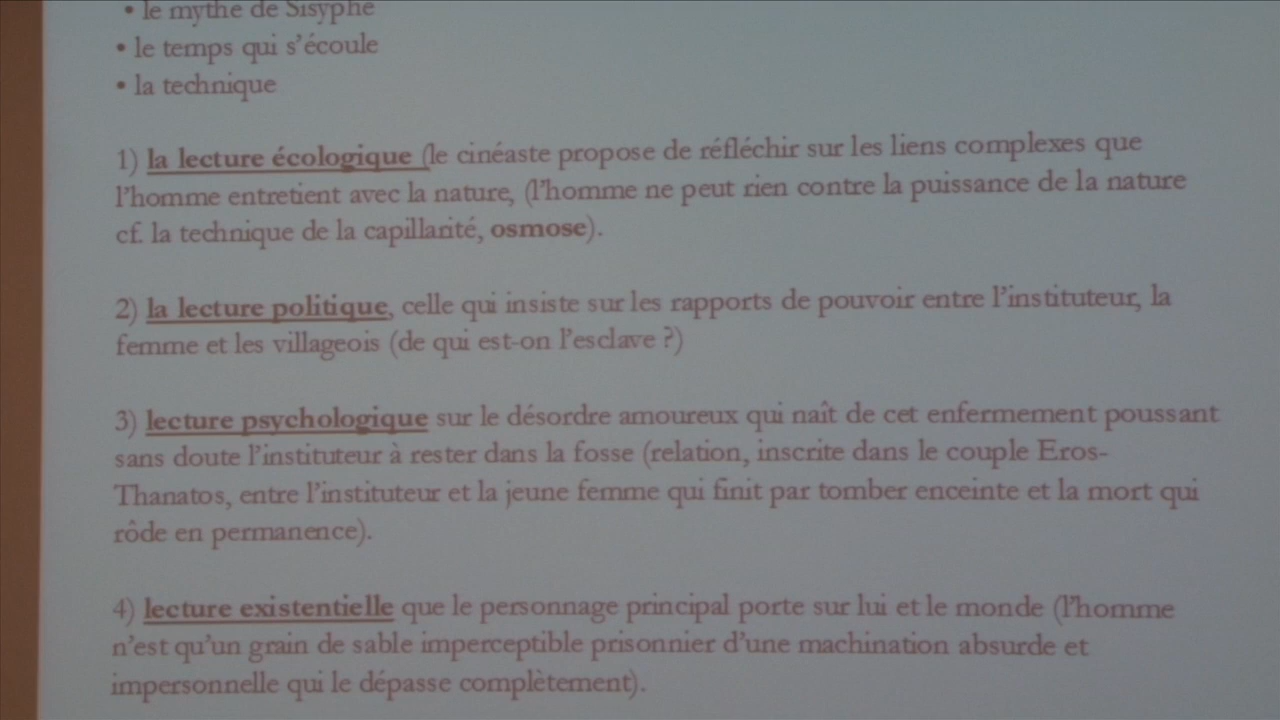 • le mythe de Sisyphe
• le temps qui s'écoule
• la technique
1) la lecture écologique (le cinéaste propose de réfléchir sur les liens complexes que
l'homme entretient avec la nature, (l'homme ne peut rien contre la puissance de la nature
cf. la technique de la capillarité, osmose).
2) la lecture politique, celle qui insiste sur les rapports de pouvoir entre l'instituteur, la
femme et les villageois (de qui est-on l'esclave ?)
3) lecture psychologique sur le désordre amoureux qui naît de cet enfermement poussant
sans doute l'instituteur à rester dans la fosse (relation, inscrite dans le couple Eros-
Thanatos, entre l'instituteur et la jeune femme qui finit par tomber enceinte et la mort qui
rôde en permanence).
4) lecture existentielle que le personnage principal porte sur lui et le monde (l'homme
n'est qu'un grain de sable imperceptible prisonnier d'une machination absurde et
impersonnelle qui le dépasse complètement).